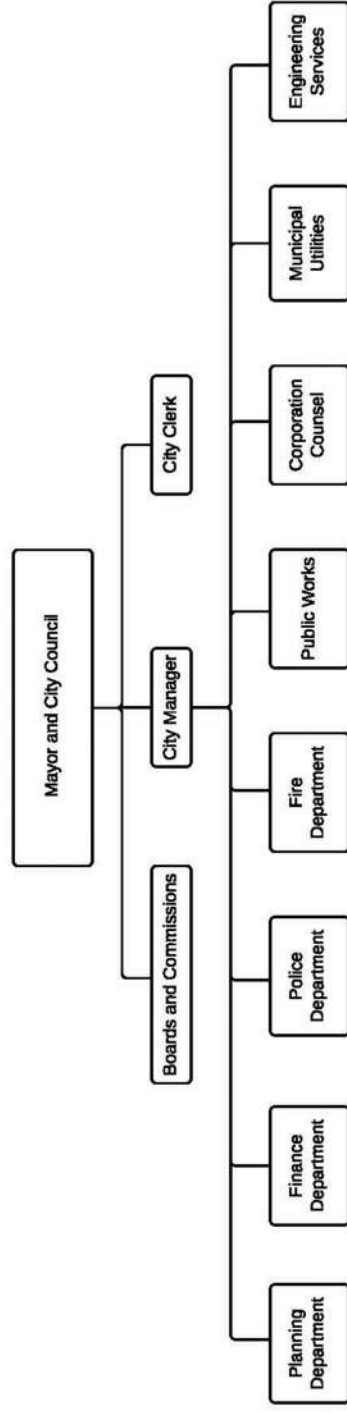 Mayor and City Council
Boards and Commissions
City Manager
City Clerk
Planning
Department
Finance
Department
Police
Department
Fire
Department
Public Works
Corporation
Counsel
Municipal
Utilities
Engineering
Services